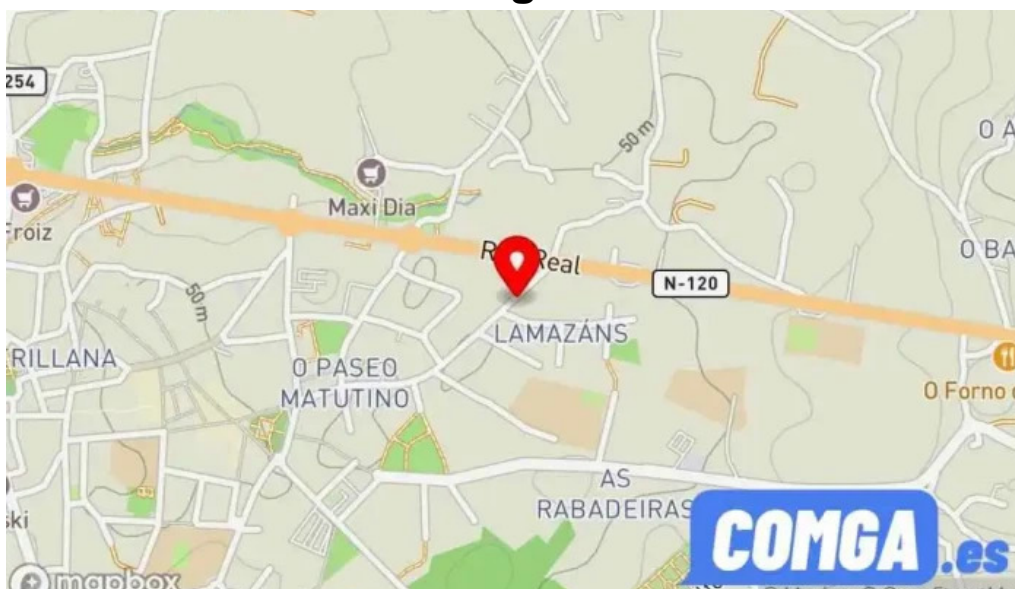 254
50 m
O A
Maxi Dia
Froiz
Real
O BA
N-120
50 m
LAMAZÁNS
RILLANA
O PASEO
MATUTINO
O Forno
AS
RABADEIRAS
ski
COMGA.es
mapbox